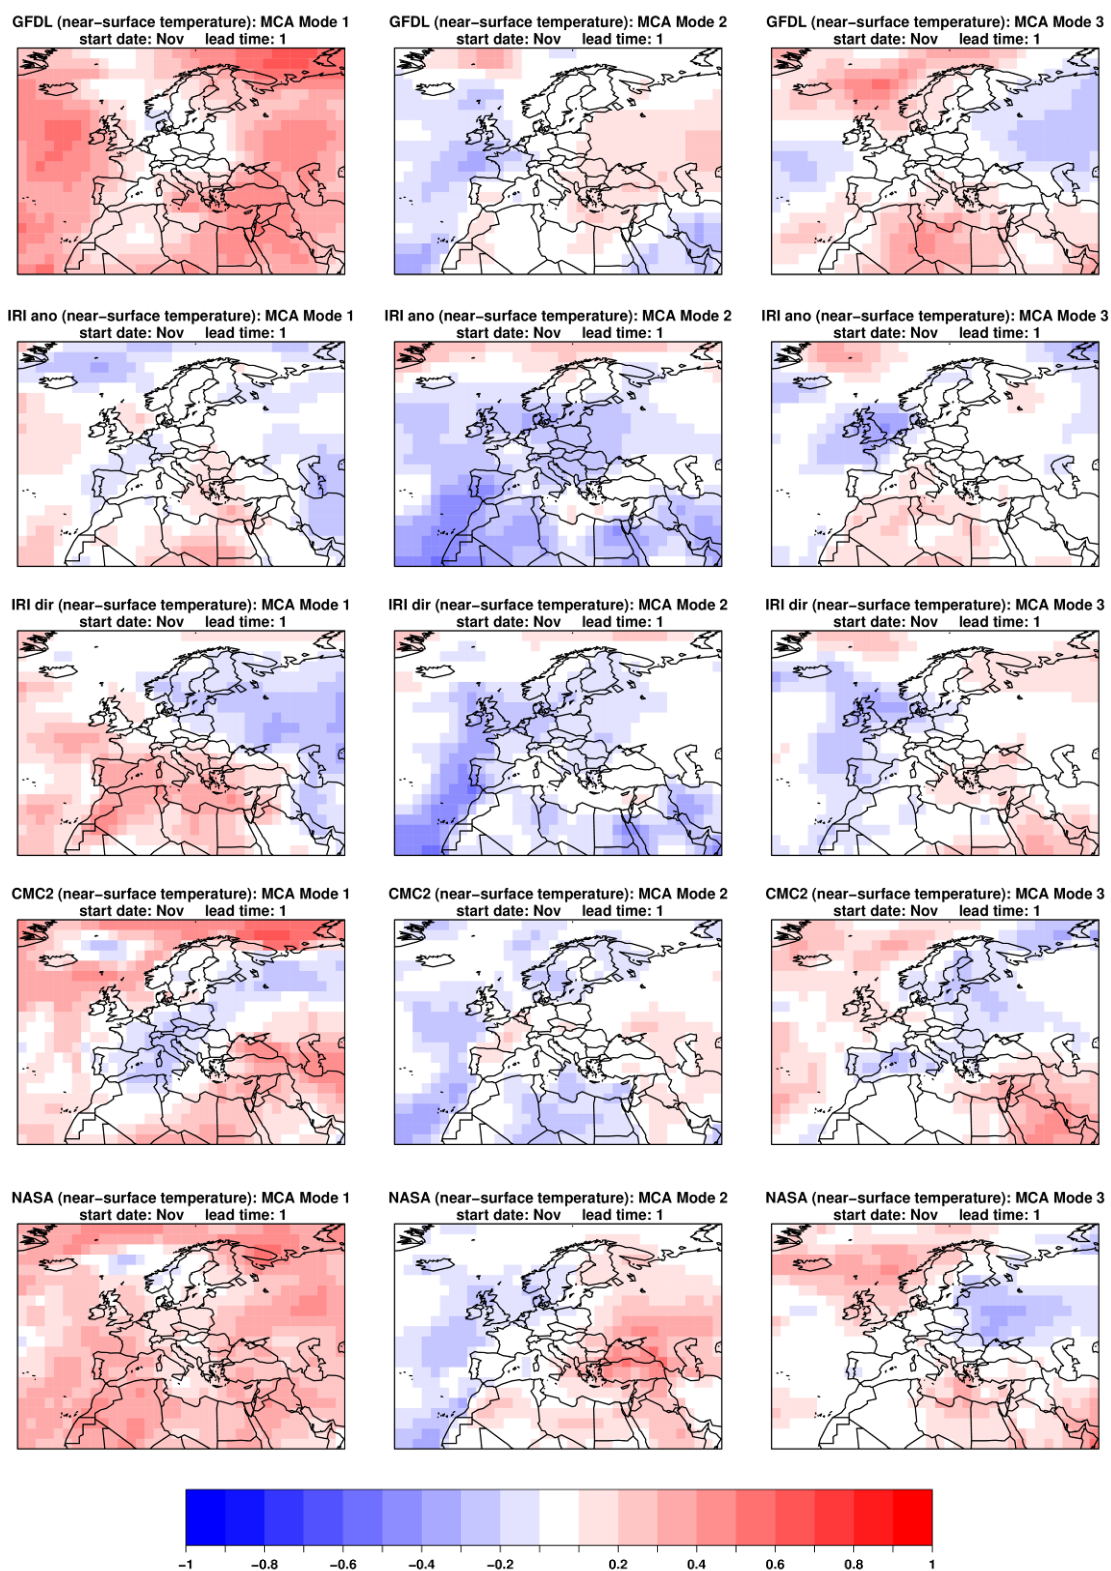 GFDL (near-surface temperature): MCA Mode 1
start date: Nov lead time: 1
GFDL (near-surface temperature): MCA Mode 2
start date: Nov lead time: 1
GFDL (near-surface temperature): MCA Mode 3
start date: Nov lead time: 1
IRI ano (near-surface temperature): MCA Mode 1
start date: Nov lead time: 1
IRI ano (near-surface temperature): MCA Mode 2
start date: Nov lead time: 1
IRI ano (near-surface temperature): MCA Mode 3
start date: Nov lead time: 1
IRI dir (near-surface temperature): MCA Mode 1
start date: Nov lead time: 1
IRI dir (near-surface temperature): MCA Mode 2
start date: Nov lead time: 1
IRI dir (near-surface temperature): MCA Mode 3
start date: Nov lead time: 1
CMC2 (near-surface temperature): MCA Mode 1
start date: Nov lead time: 1
CMC2 (near-surface temperature): MCA Mode 2
start date: Nov lead time: 1
CMC2 (near-surface temperature): MCA Mode 3
start date: Nov lead time: 1
NASA (near-surface temperature): MCA Mode 1
start date: Nov lead time: 1
NASA (near-surface temperature): MCA Mode 2
start date: Nov lead time: 1
NASA (near-surface temperature): MCA Mode 3
start date: Nov lead time: 1
-1 -0.8 -0.6 -0.4 -0.2 0.2 0.4 0.6 0.8 1